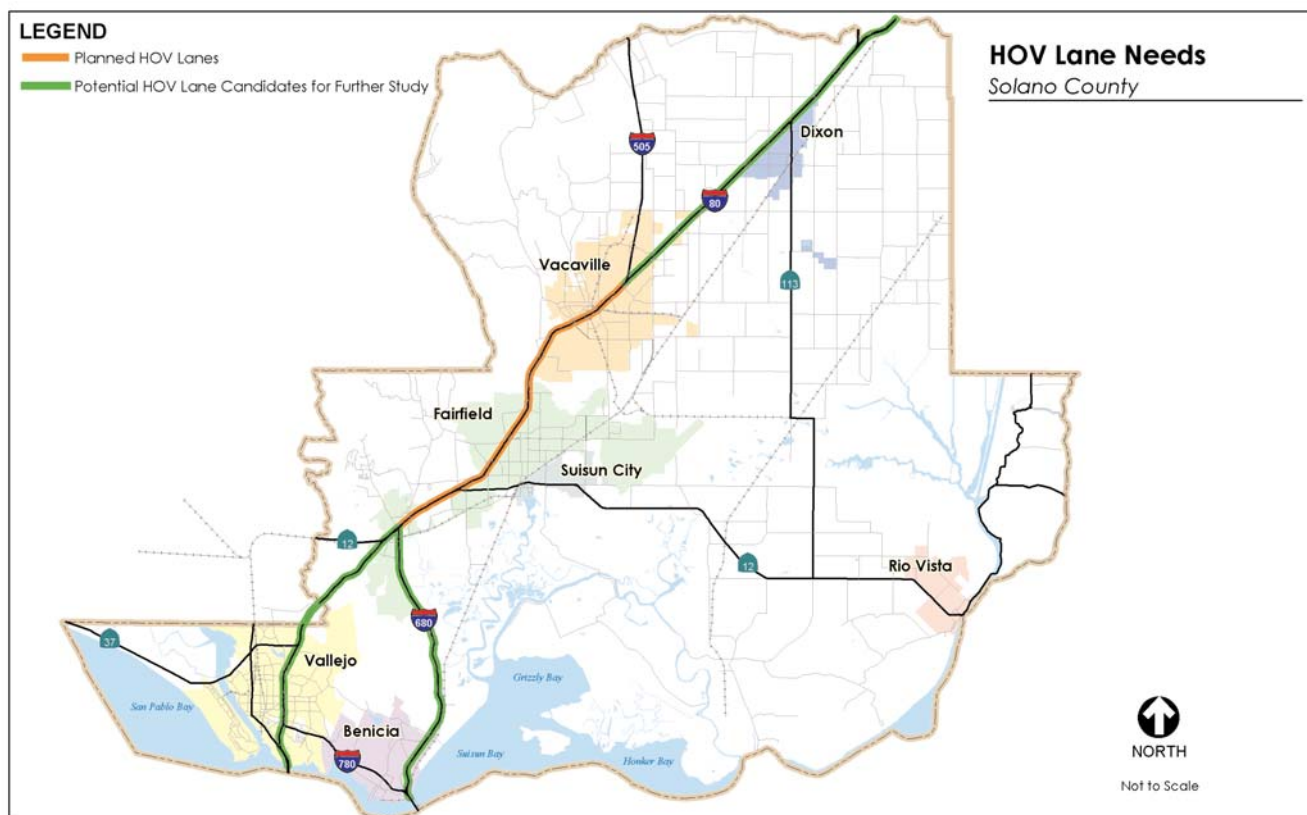 LEGEND
Planned HOV Lanes
Potential HOV Lane Candidates for Further Study
HOV Lane Needs
Solano County
Dixon
505
80
Vacaville
113
Fairfield
Suisun City
12
12
Rio Vista
680
37
Vallejo
San Pablo Bay
Grizzly Bay
Benicia
Suisun Bay
Honker Bay
780
NORTH
Not to Scale